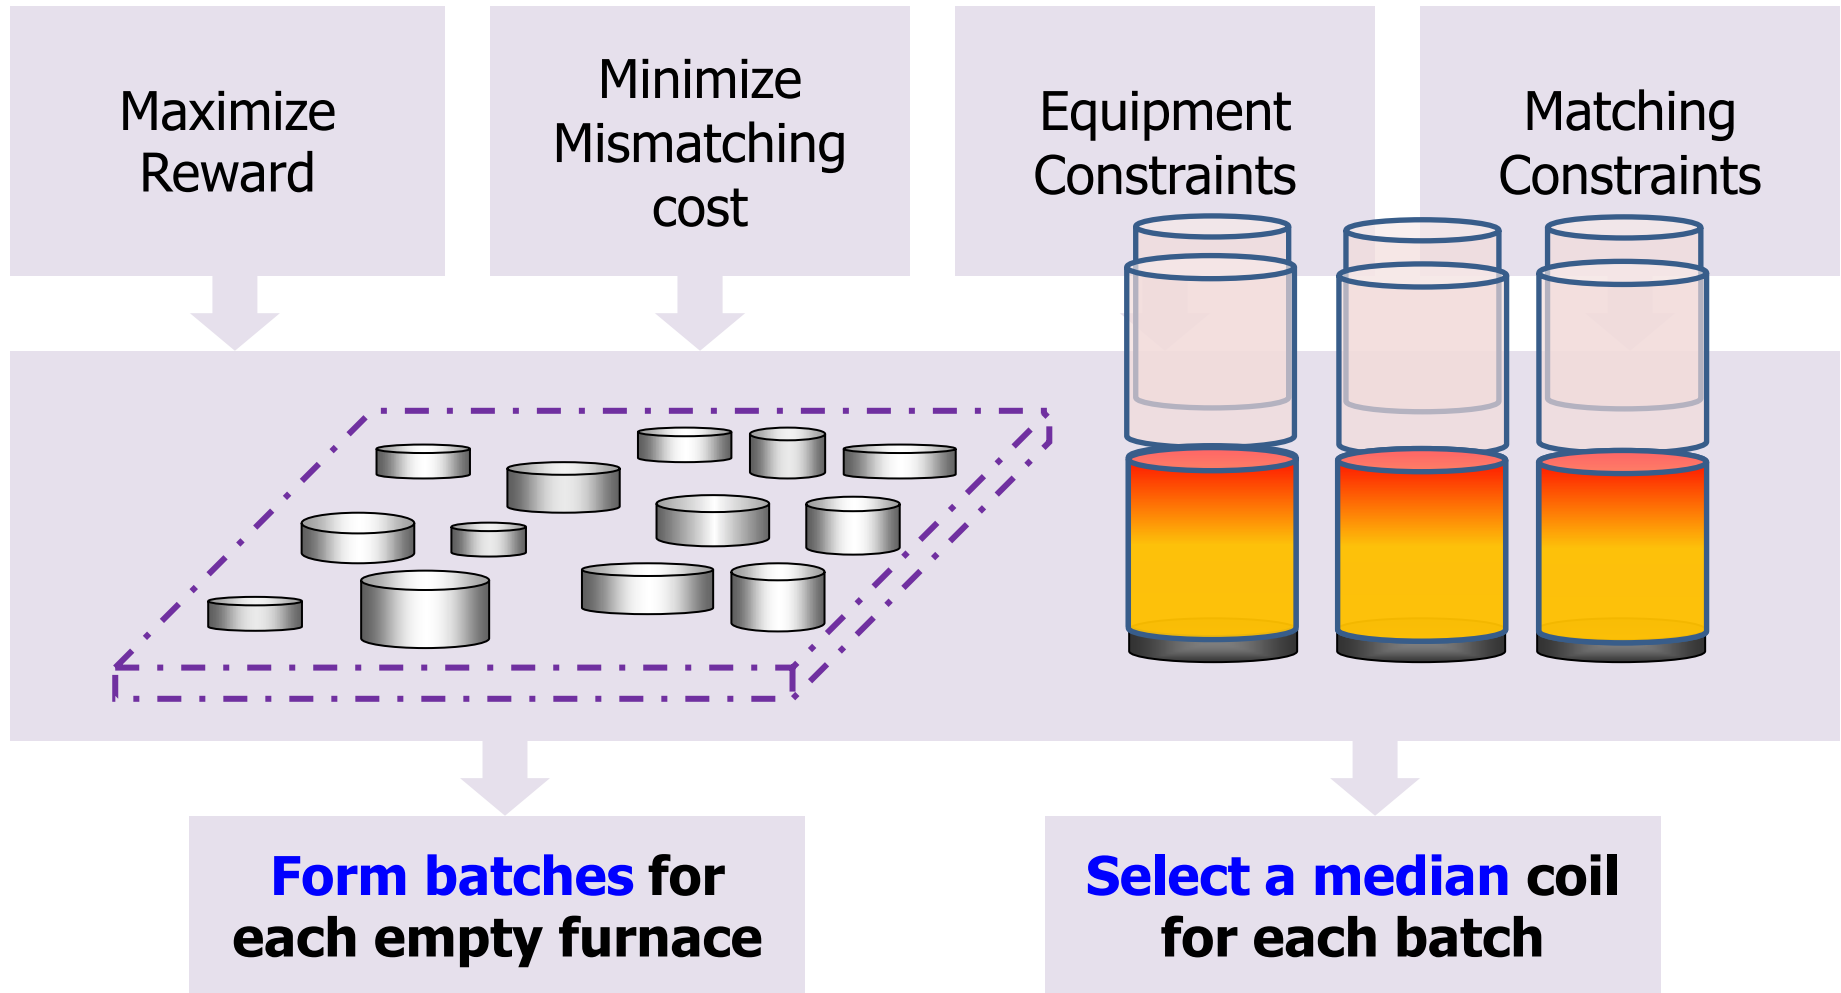 Maximize
Reward
Minimize
Mismatching
cost
Equipment
Constraints
Matching
Constraints
Form batches for
each empty furnace
Select a median coil
for each batch